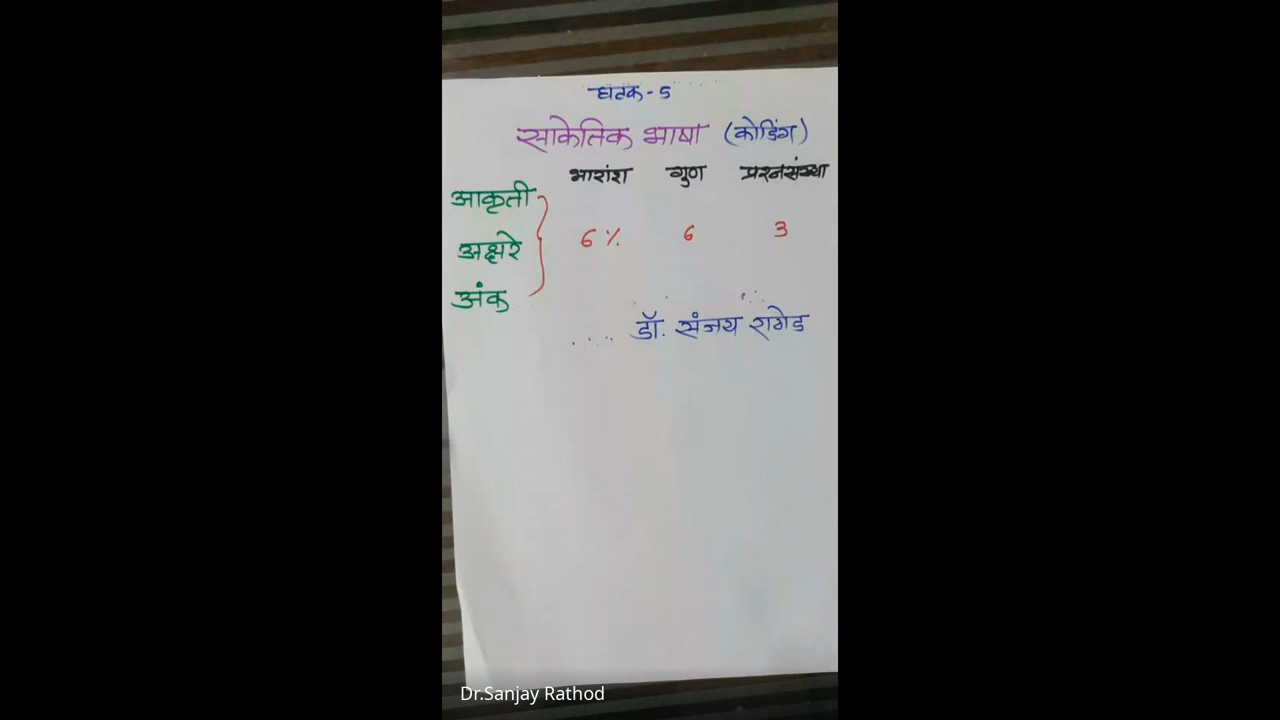 घटक - 5
सांकेतिक भाषा (कोडिंग)
भारांश गुण प्रश्नसंख्या
आकृती
अक्षरे
अंक
6% 6 3
.... डॉ. संजय राठोड
Dr.Sanjay Rathod